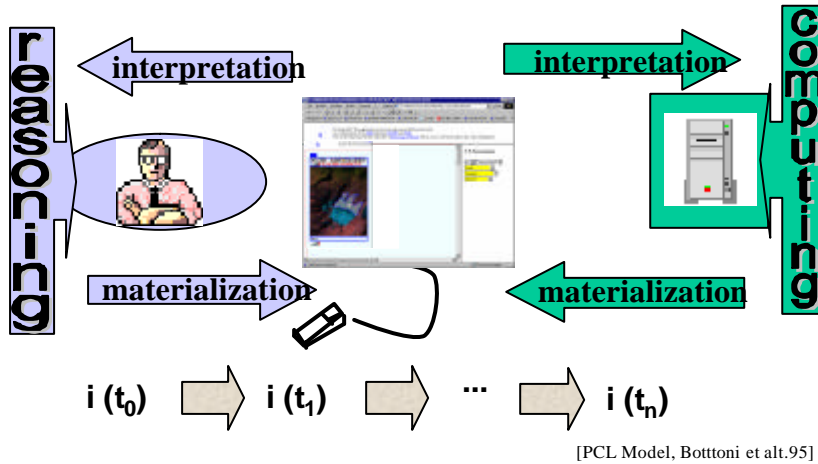 reasoning
interpretation
interpretation
computing
materialization
materialization
i (t0) i (t1) ... i (tn)
[PCL Model, Botttoni et alt.95]